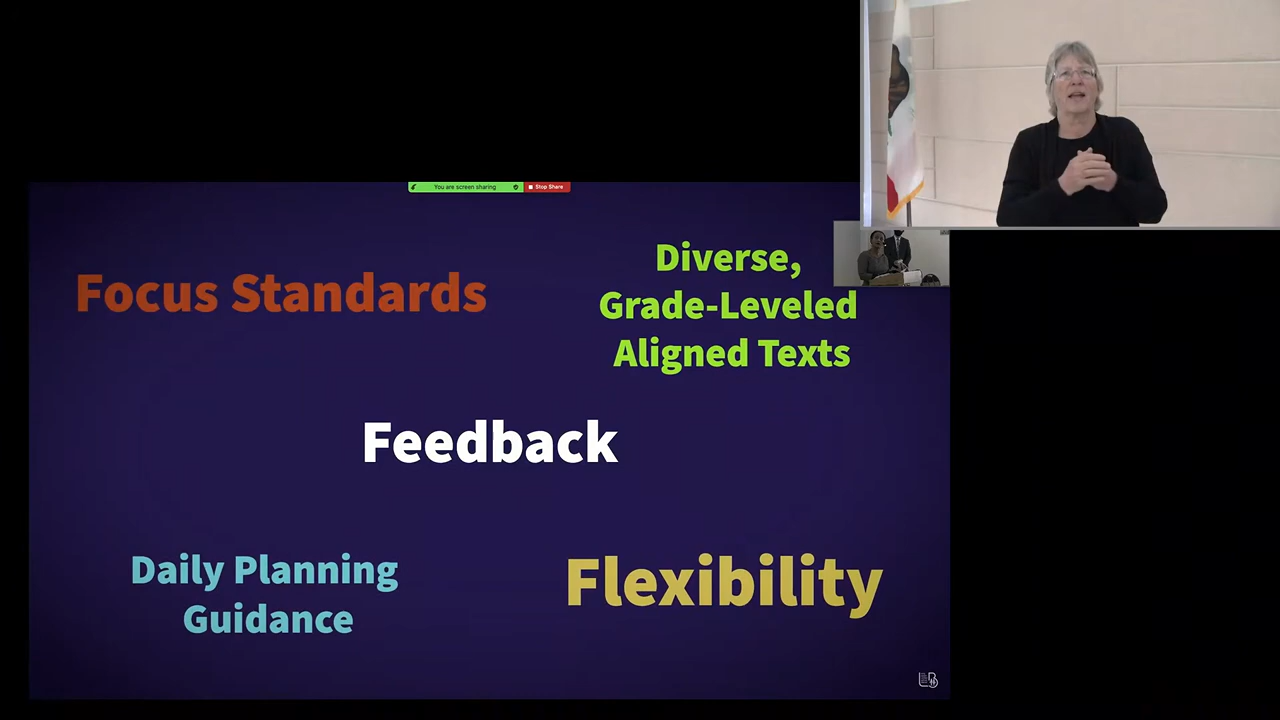 You are screen sharing
Stop Share
Focus Standards
Diverse,
Grade-Leveled
Aligned Texts
Feedback
Daily Planning
Guidance
Flexibility